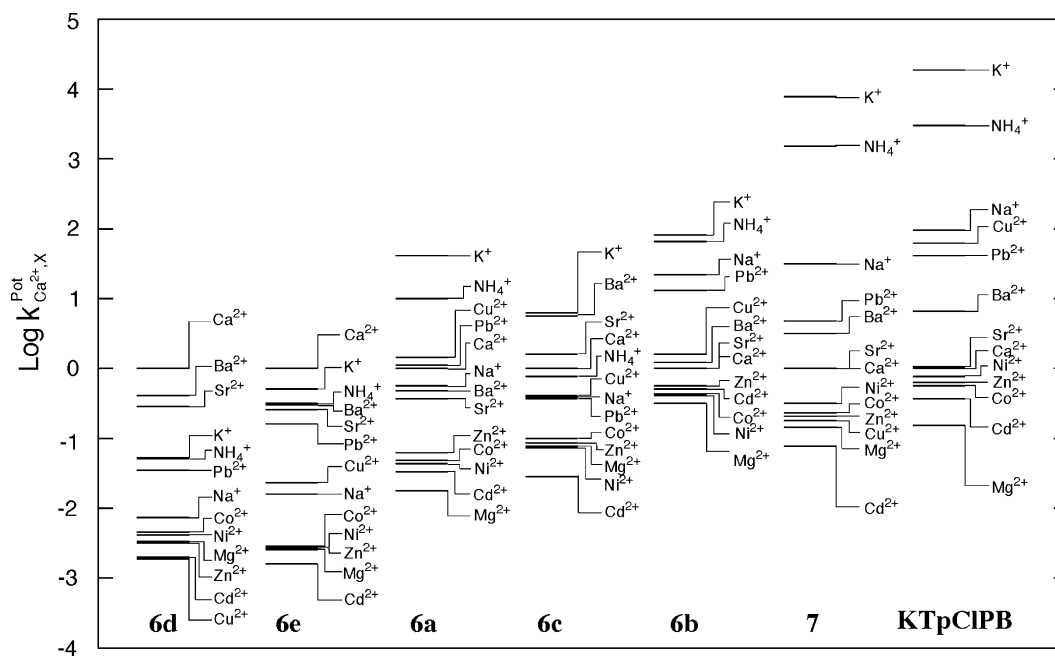 5
4
3
2
1
0
-1
-2
-3
-4
Log k^Pot_Ca2+,X
Ca2+
Ba2+
Sr2+
K+
NH4+
Pb2+
Na+
Co2+
Ni2+
Mg2+
Zn2+
Cd2+
Cu2+
6d
Ca2+
K+
NH4+
Ba2+
Sr2+
Pb2+
Cu2+
Na+
Co2+
Ni2+
Zn2+
Mg2+
Cd2+
6e
K+
NH4+
Cu2+
Pb2+
Ca2+
Na+
Ba2+
Sr2+
Zn2+
Co2+
Ni2+
Cd2+
Mg2+
6a
K+
Ba2+
Sr2+
Ca2+
NH4+
Cu2+
Na+
Pb2+
Co2+
Zn2+
Mg2+
Ni2+
Cd2+
6c
K+
NH4+
Na+
Pb2+
Cu2+
Ba2+
Sr2+
Ca2+
Zn2+
Cd2+
Co2+
Ni2+
Mg2+
6b
K+
NH4+
Na+
Pb2+
Ba2+
Sr2+
Ca2+
Ni2+
Co2+
Zn2+
Cu2+
Mg2+
Cd2+
7
K+
NH4+
Na+
Cu2+
Pb2+
Ba2+
Sr2+
Ca2+
Ni2+
Zn2+
Co2+
Cd2+
Mg2+
KTpClPB